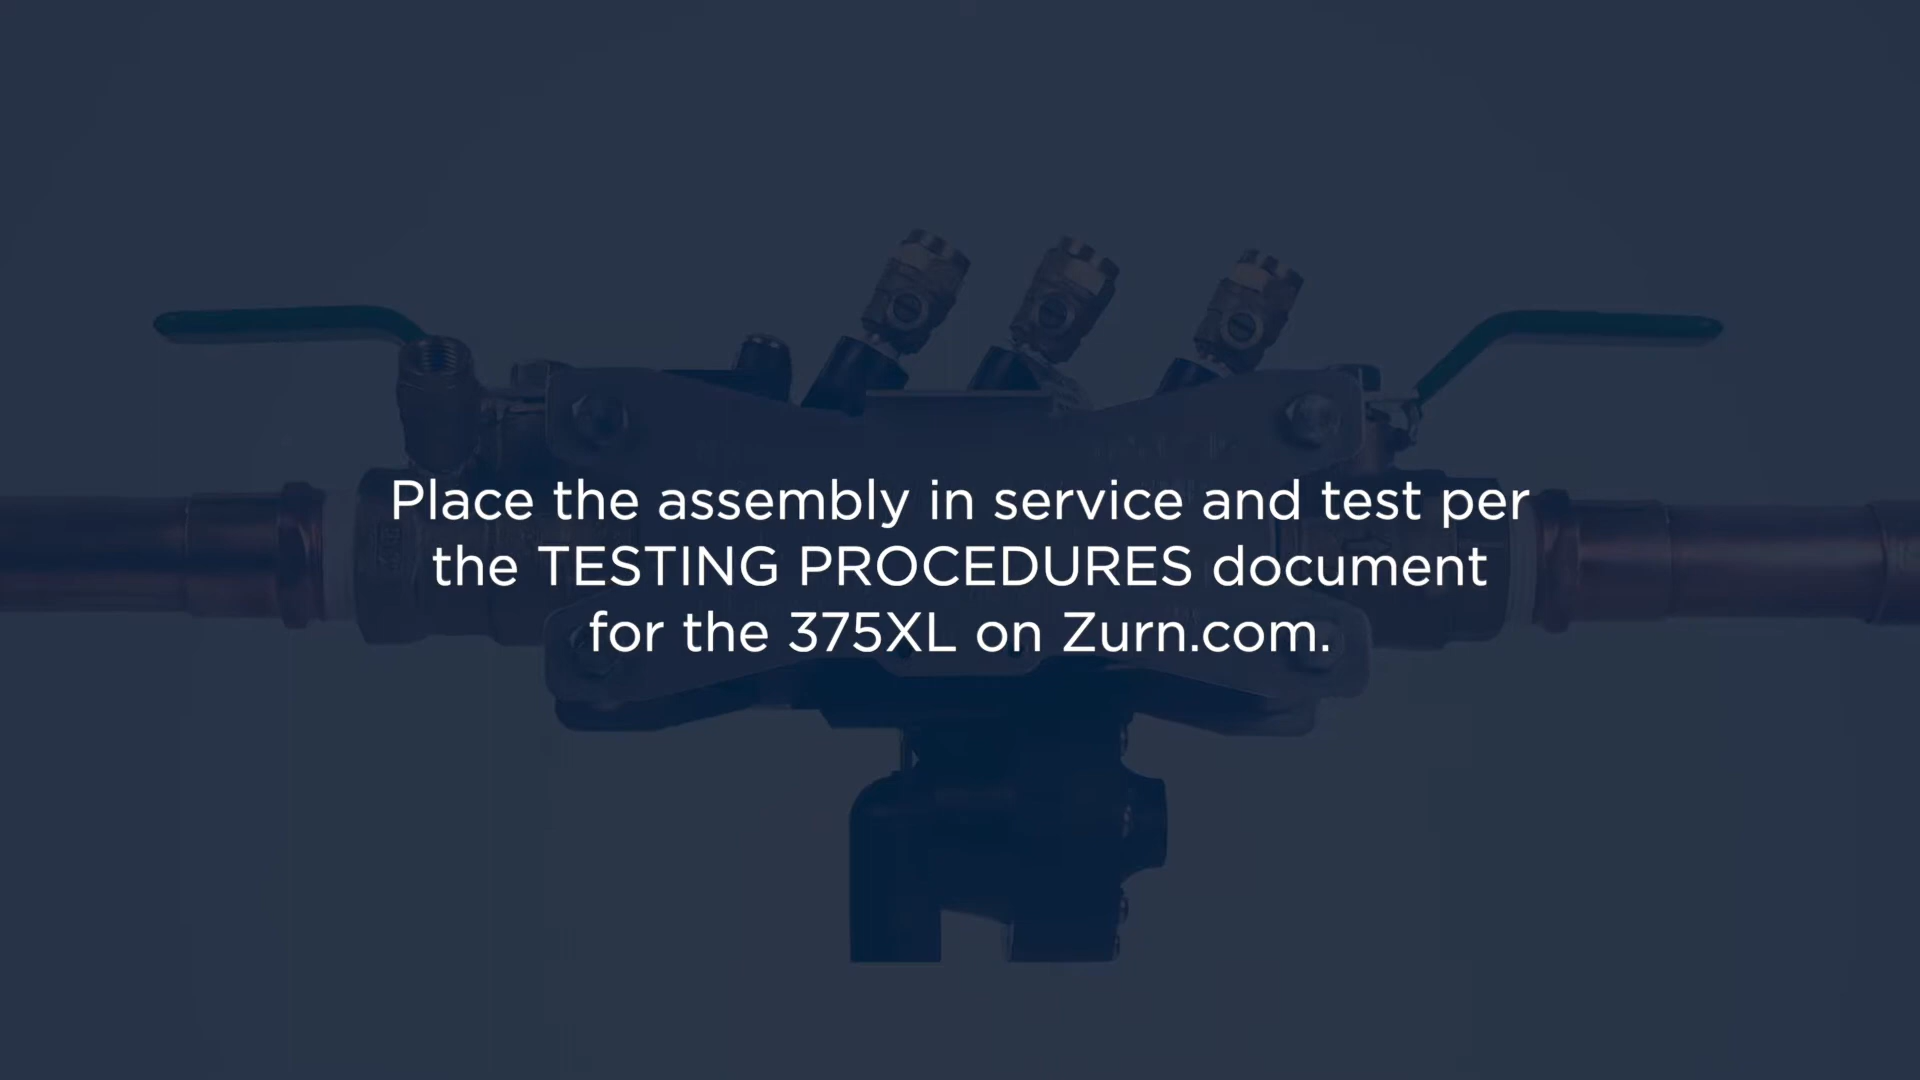 Place the assembly in service and test per
the TESTING PROCEDURES document
for the 375XL on Zurn.com.